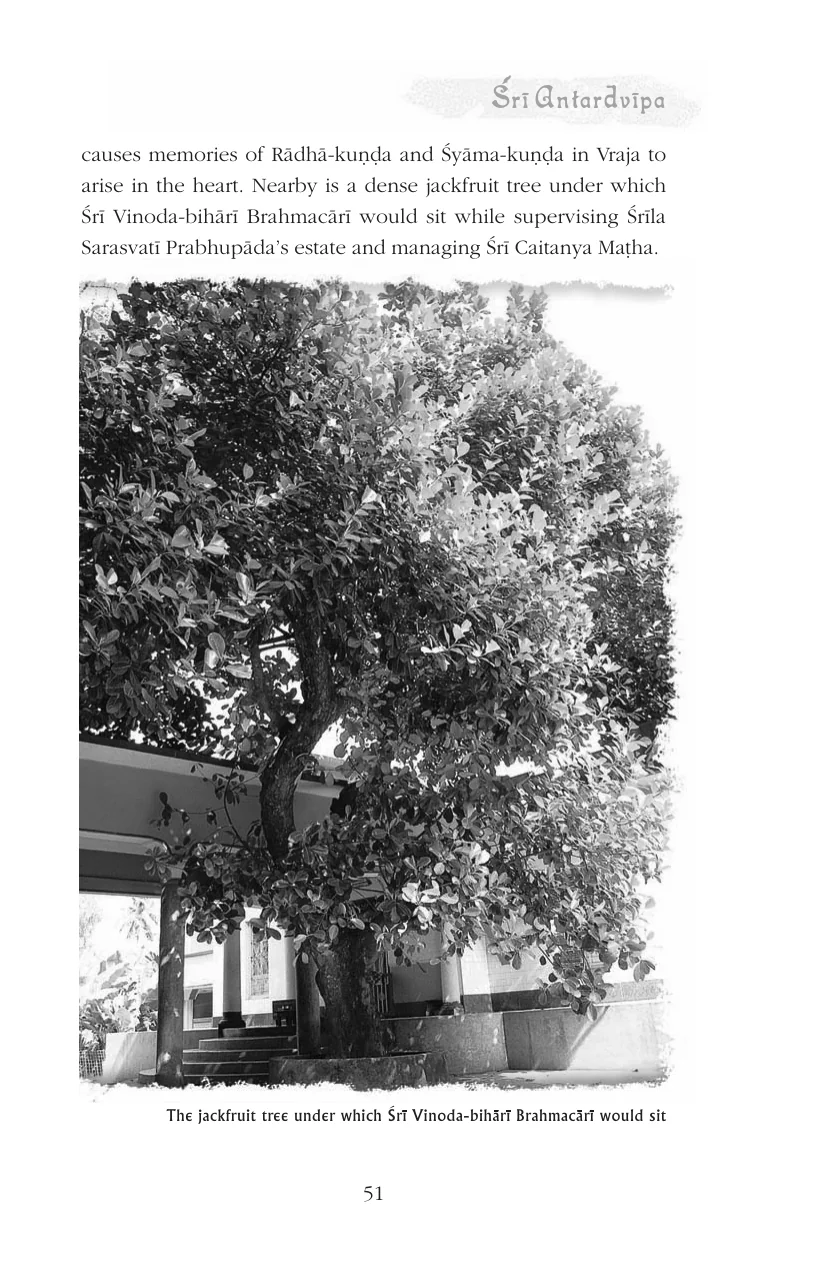 Śrī Antardvīpa
causes memories of Rādhā-kuṇḍa and Śyāma-kuṇḍa in Vraja to
arise in the heart. Nearby is a dense jackfruit tree under which
Śrī Vinoda-bihārī Brahmacārī would sit while supervising Śrīla
Sarasvatī Prabhupāda’s estate and managing Śrī Caitanya Maṭha.
The jackfruit tree under which Śrī Vinoda-bihārī Brahmacārī would sit
51